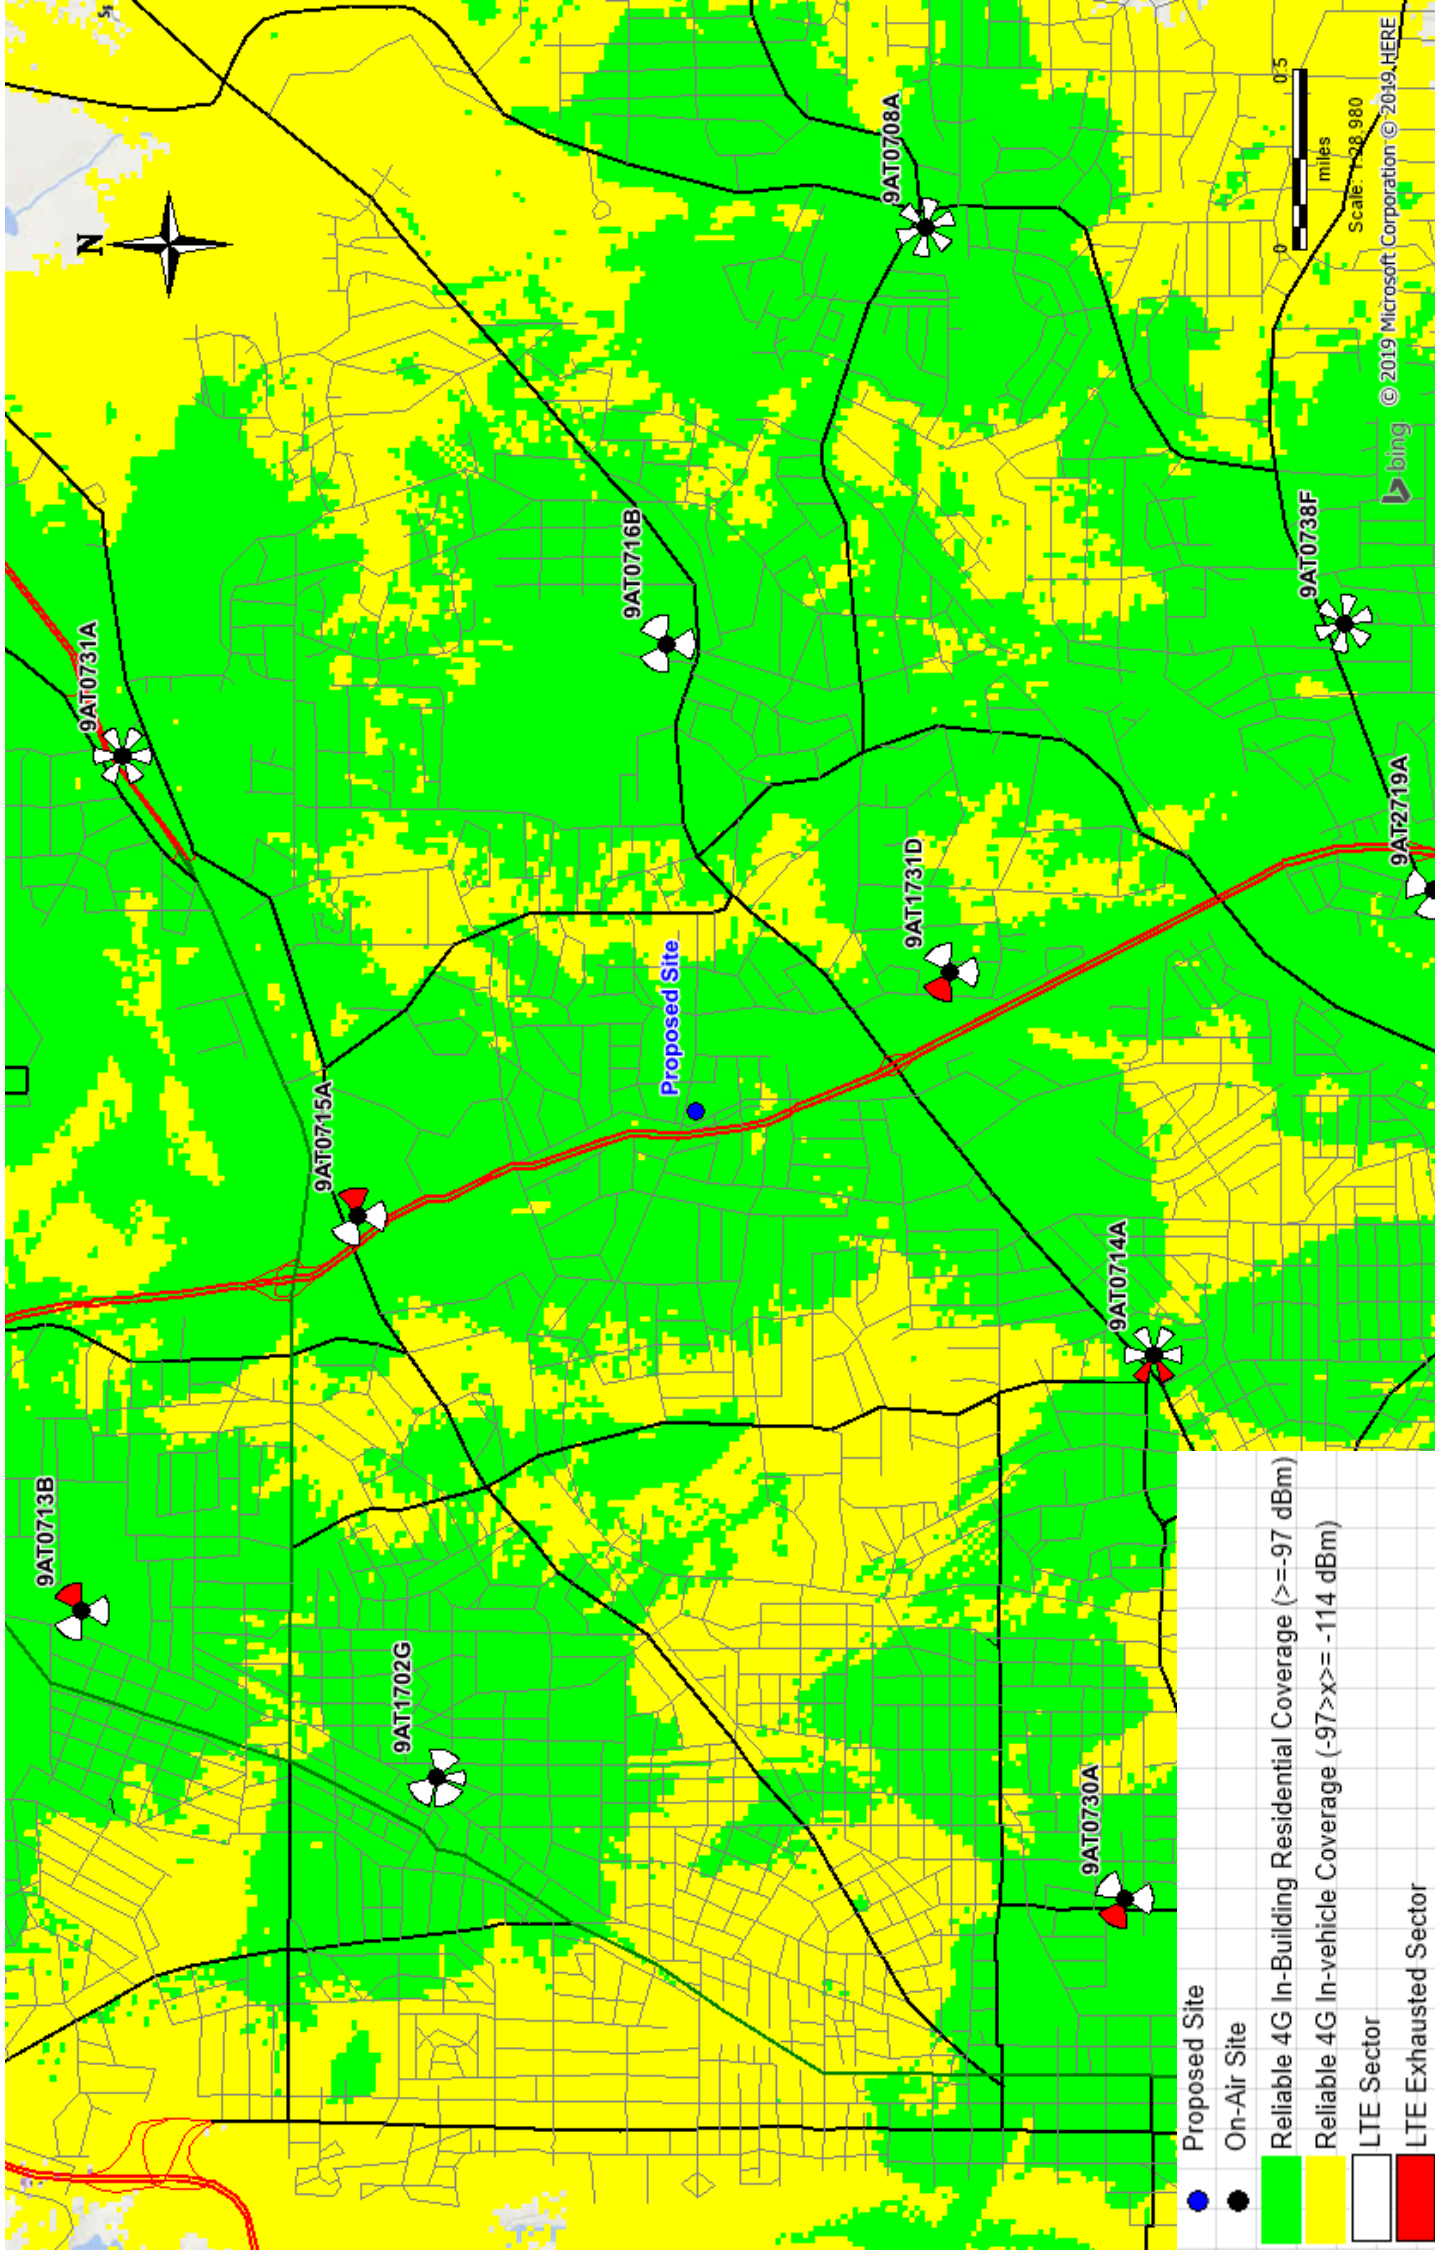 9AT0713B
9AT0731A
N
9AT0715A
9AT1702G
9AT0716B
Proposed Site
9AT0708A
9AT1731D
9AT0730A
9AT0714A
9AT0738F
9AT2719A
0 0.5
miles
Scale: 1:28,980
bing © 2019 Microsoft Corporation © 2019 HERE
Proposed Site
On-Air Site
Reliable 4G In-Building Residential Coverage (>=-97 dBm)
Reliable 4G In-vehicle Coverage (-97>x>= -114 dBm)
LTE Sector
LTE Exhausted Sector